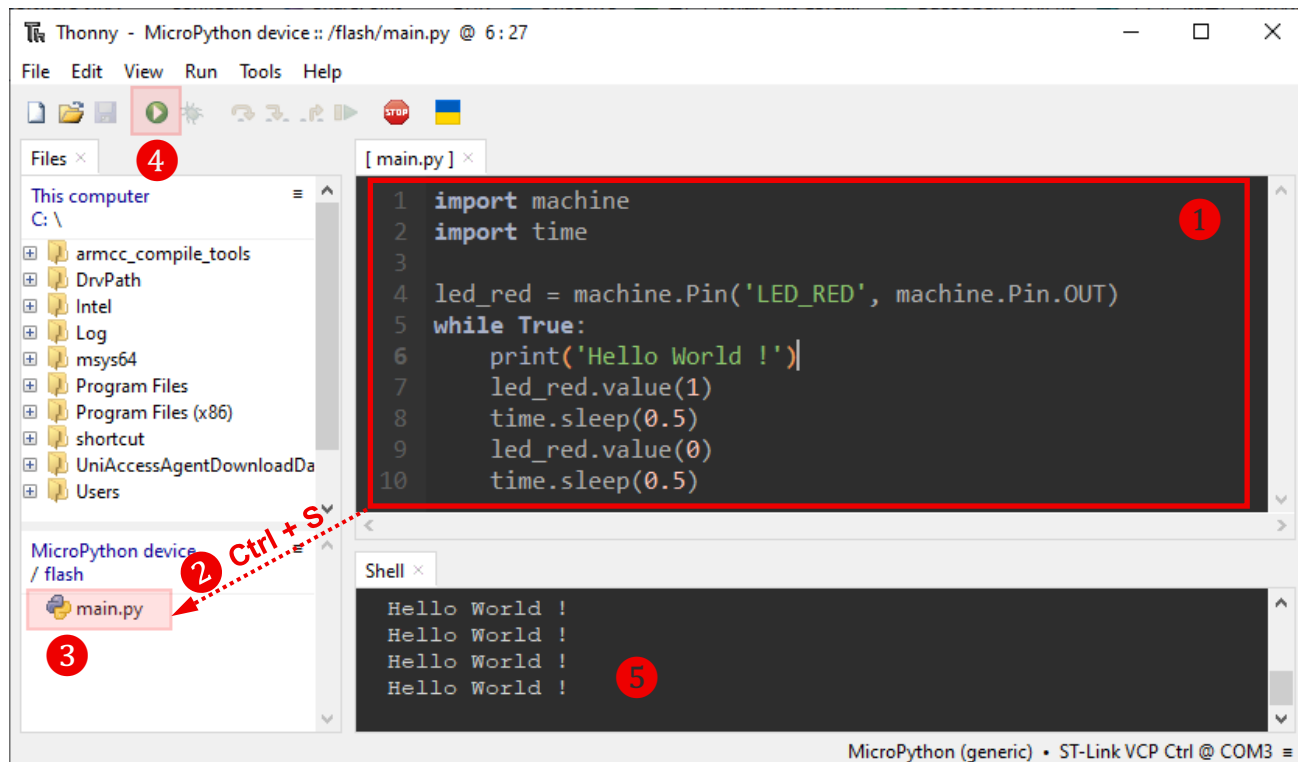 Thonny - MicroPython device :: /flash/main.py @ 6:27
File Edit View Run Tools Help
STOP
4
Files
This computer
C: \
armcc_compile_tools
DrvPath
Intel
Log
msys64
Program Files
Program Files (x86)
shortcut
UniAccessAgentDownloadDa
Users
2 Ctrl + S
MicroPython device
/ flash
main.py
3
[ main.py ]
1
1 import machine
2 import time
3
4 led_red = machine.Pin('LED_RED', machine.Pin.OUT)
5 while True:
6     print('Hello World !')
7     led_red.value(1)
8     time.sleep(0.5)
9     led_red.value(0)
10     time.sleep(0.5)
Shell
Hello World !
Hello World !
Hello World !
Hello World !
5
MicroPython (generic) • ST-Link VCP Ctrl @ COM3 ≡